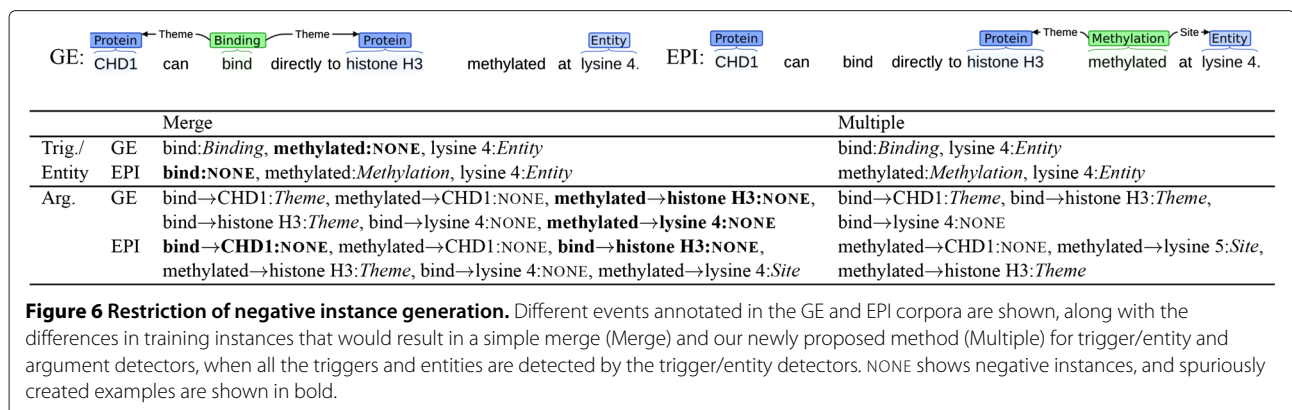 Protein Theme Binding Theme Protein Entity Protein Protein Theme Methylation Site Entity
GE: CHD1 can bind directly to histone H3 methylated at lysine 4. EPI: CHD1 can bind directly to histone H3 methylated at lysine 4.
Merge Multiple
Trig./ GE bind:Binding, methylated:NONE, lysine 4:Entity bind:Binding, lysine 4:Entity
Entity EPI bind:NONE, methylated:Methylation, lysine 4:Entity methylated:Methylation, lysine 4:Entity
Arg. GE bind→CHD1:Theme, methylated→CHD1:NONE, methylated→histone H3:NONE, bind→CHD1:Theme, bind→histone H3:Theme,
bind→histone H3:Theme, bind→lysine 4:NONE, methylated→lysine 4:NONE bind→lysine 4:NONE
EPI bind→CHD1:NONE, methylated→CHD1:NONE, bind→histone H3:NONE, methylated→CHD1:NONE, methylated→lysine 5:Site,
methylated→histone H3:Theme, bind→lysine 4:NONE, methylated→lysine 4:Site methylated→histone H3:Theme
Figure 6 Restriction of negative instance generation. Different events annotated in the GE and EPI corpora are shown, along with the
differences in training instances that would result in a simple merge (Merge) and our newly proposed method (Multiple) for trigger/entity and
argument detectors, when all the triggers and entities are detected by the trigger/entity detectors. NONE shows negative instances, and spuriously
created examples are shown in bold.